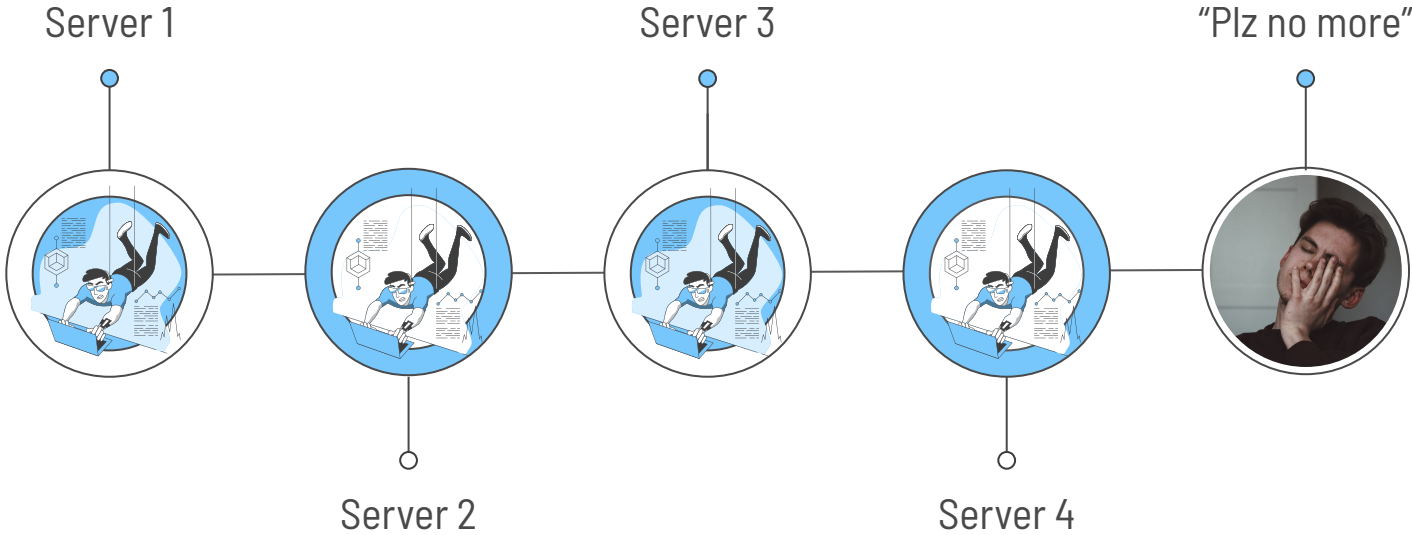 Server 1
Server 2
Server 3
Server 4
“Plz no more”